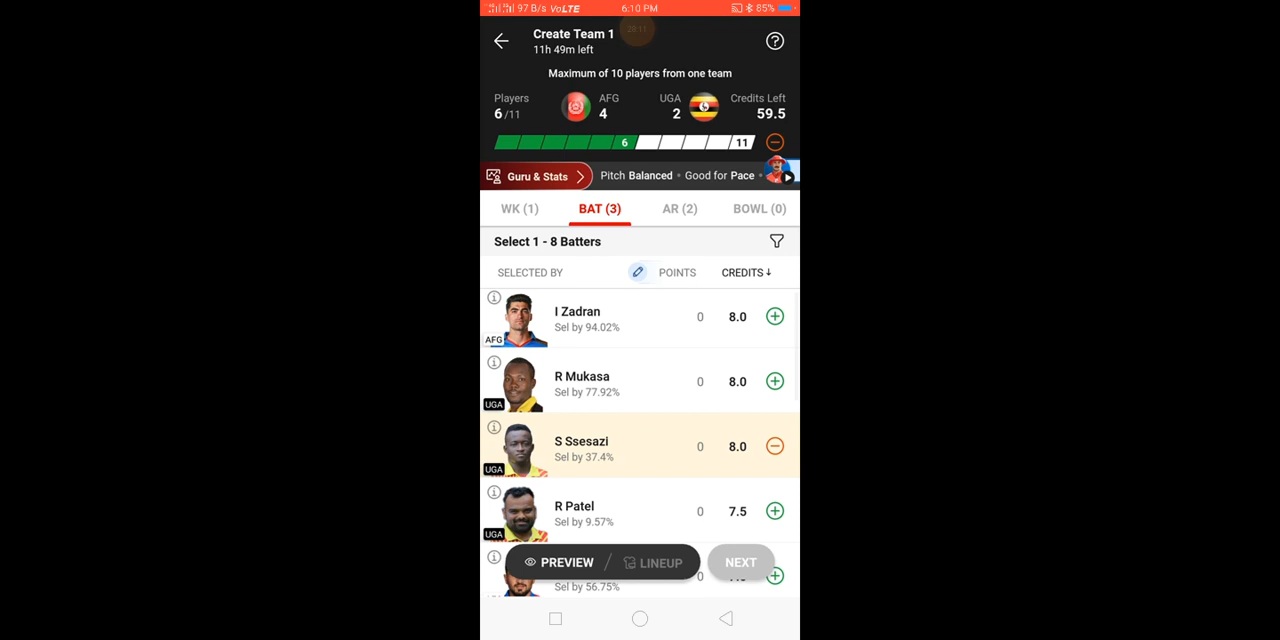 97 B/s VoLTE 6:10 PM 85%
Create Team 1
11h 49m left
Maximum of 10 players from one team
Players AFG UGA Credits Left
6/11 4 2 59.5
6 11
Guru & Stats Pitch Balanced • Good for Pace •
WK (1) BAT (3) AR (2) BOWL (0)
Select 1 - 8 Batters
SELECTED BY POINTS CREDITS↓
I Zadran 0 8.0
Sel by 94.02%
AFG
R Mukasa 0 8.0
Sel by 77.92%
UGA
S Ssesazi 0 8.0
Sel by 37.4%
UGA
R Patel 0 7.5
Sel by 9.57%
UGA
PREVIEW / LINEUP NEXT
0
Sel by 56.75%